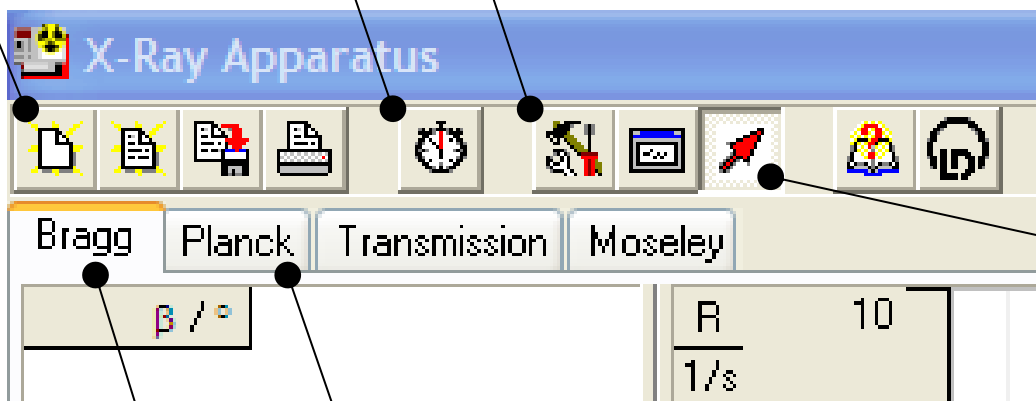 X-Ray Apparatus
Bragg Planck Transmission Moseley
β / °
R 10
1/s